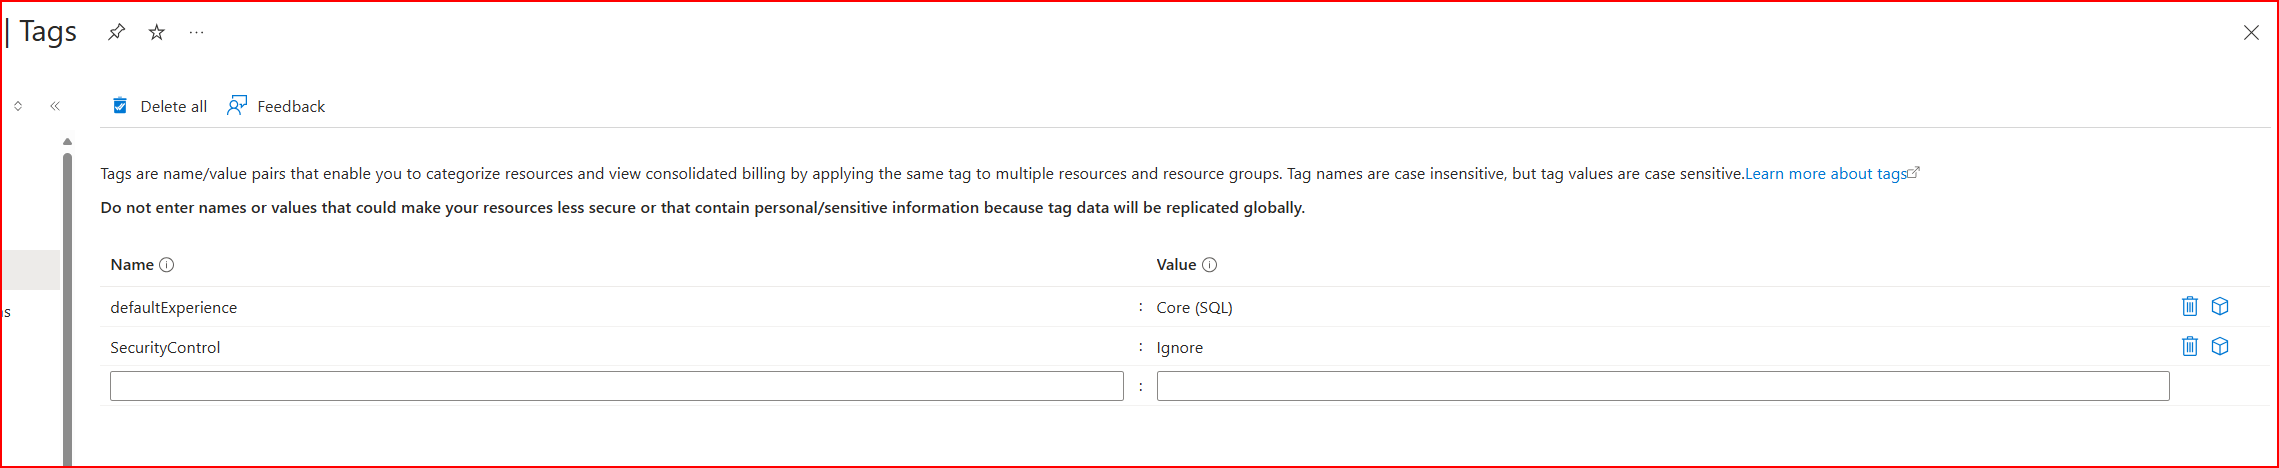 | Tags
Delete all Feedback
Tags are name/value pairs that enable you to categorize resources and view consolidated billing by applying the same tag to multiple resources and resource groups. Tag names are case insensitive, but tag values are case sensitive.Learn more about tags
Do not enter names or values that could make your resources less secure or that contain personal/sensitive information because tag data will be replicated globally.
Name Value
defaultExperience : Core (SQL)
SecurityControl : Ignore
: